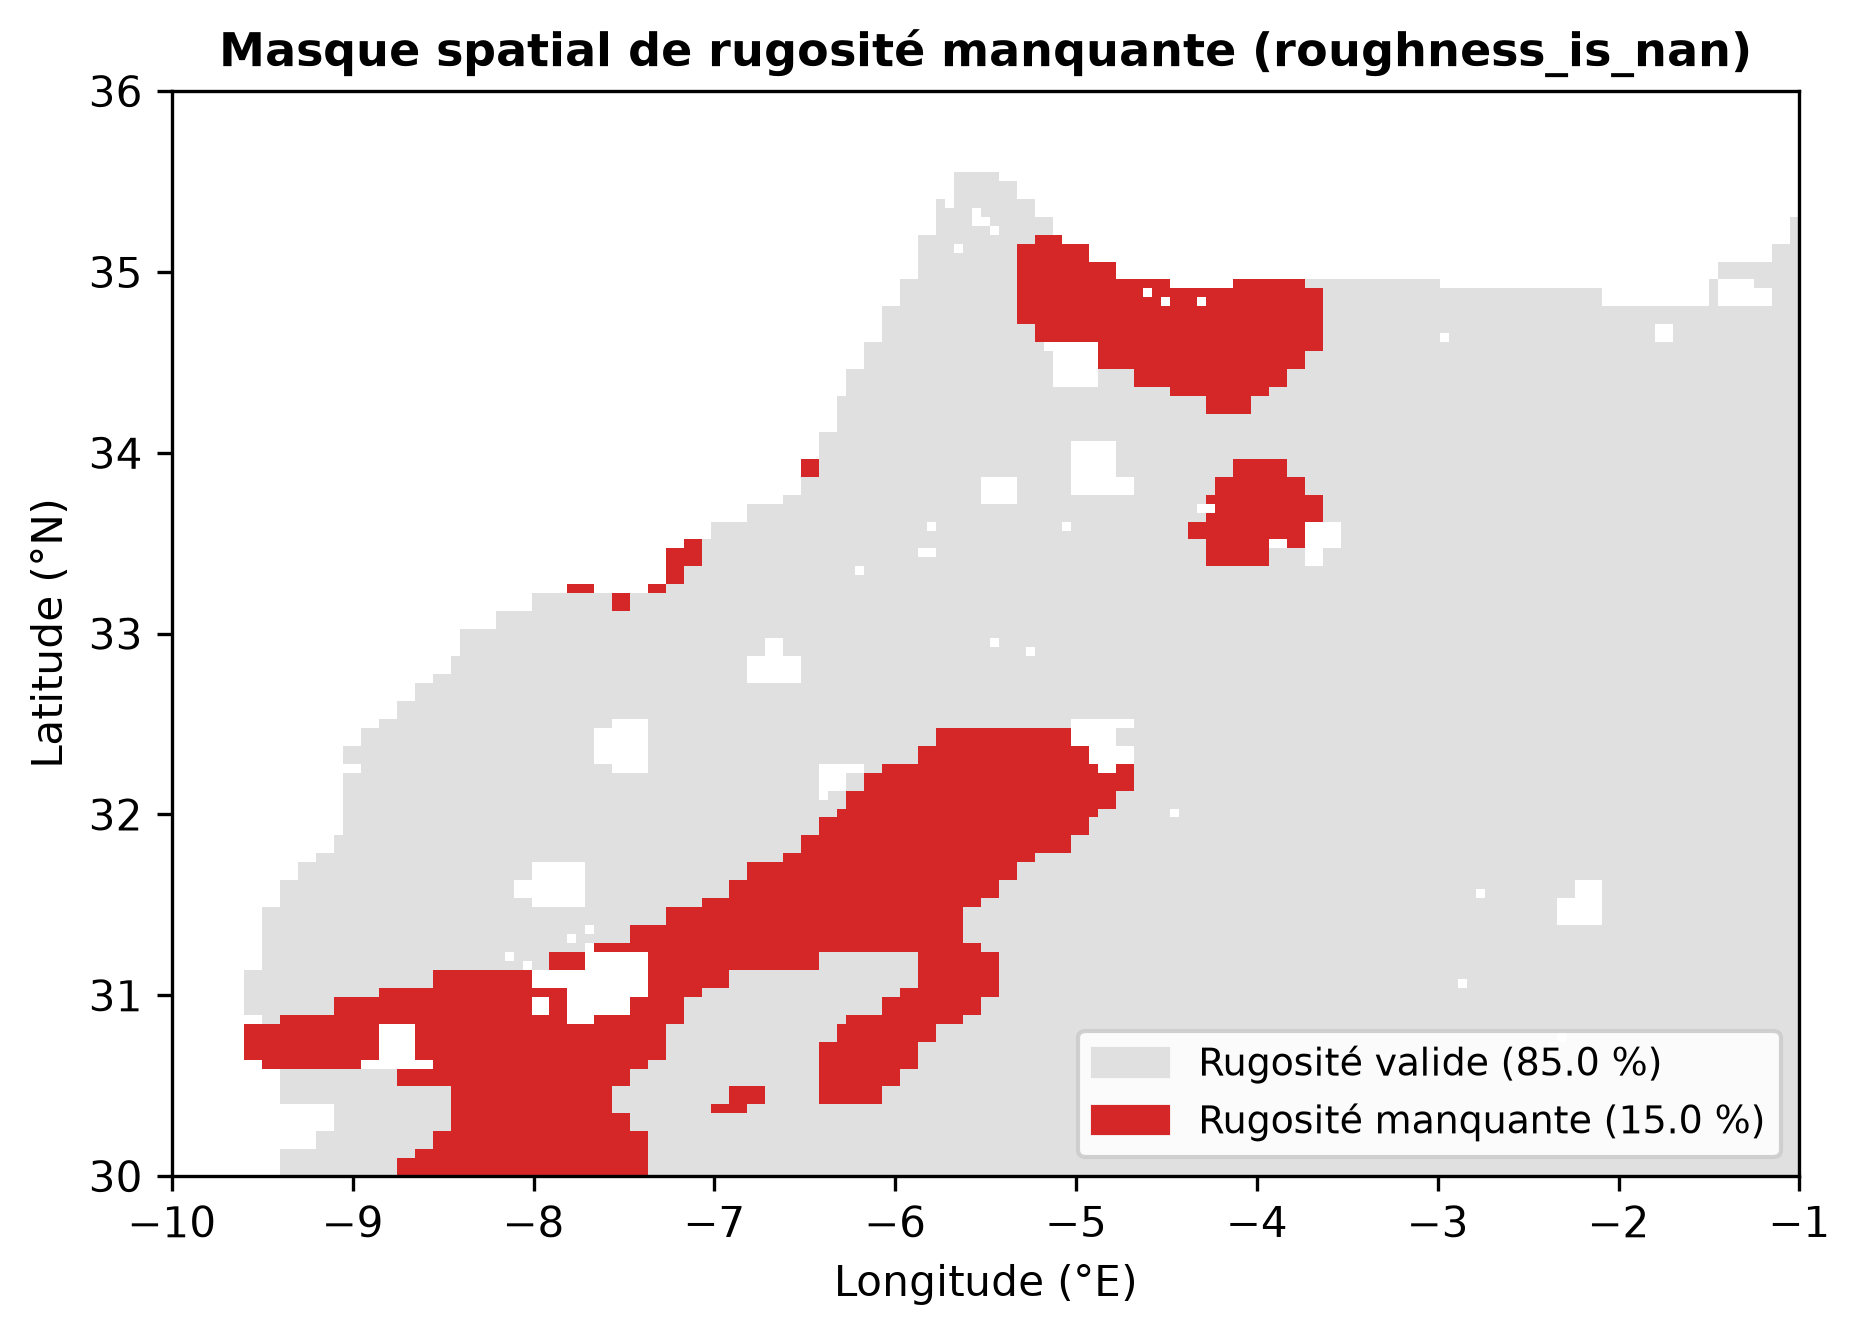 Masque spatial de rugosité manquante (roughness_is_nan)
36
35
34
33
32
31
30
Latitude (°N)
Rugosité valide (85.0 %)
Rugosité manquante (15.0 %)
−10 −9 −8 −7 −6 −5 −4 −3 −2 −1
Longitude (°E)